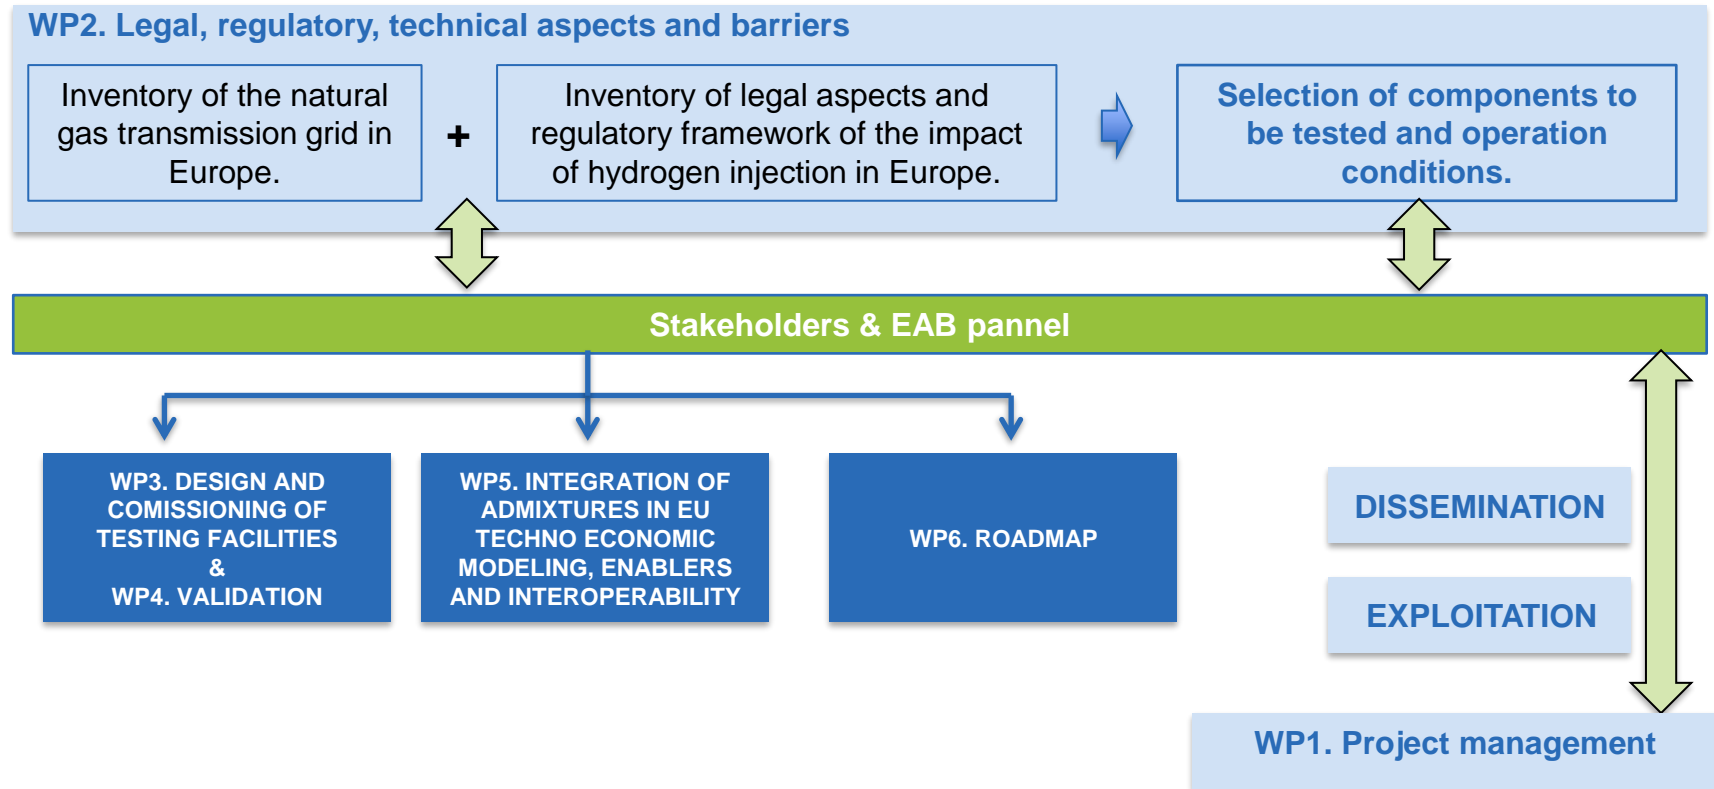 WP2. Legal, regulatory, technical aspects and barriers
Inventory of the natural
gas transmission grid in
Europe.
+
Inventory of legal aspects and
regulatory framework of the impact
of hydrogen injection in Europe.
Selection of components to
be tested and operation
conditions.
Stakeholders & EAB pannel
WP3. DESIGN AND
COMISSIONING OF
TESTING FACILITIES
&
WP4. VALIDATION
WP5. INTEGRATION OF
ADMIXTURES IN EU
TECHNO ECONOMIC
MODELING, ENABLERS
AND INTEROPERABILITY
WP6. ROADMAP
DISSEMINATION
EXPLOITATION
WP1. Project management